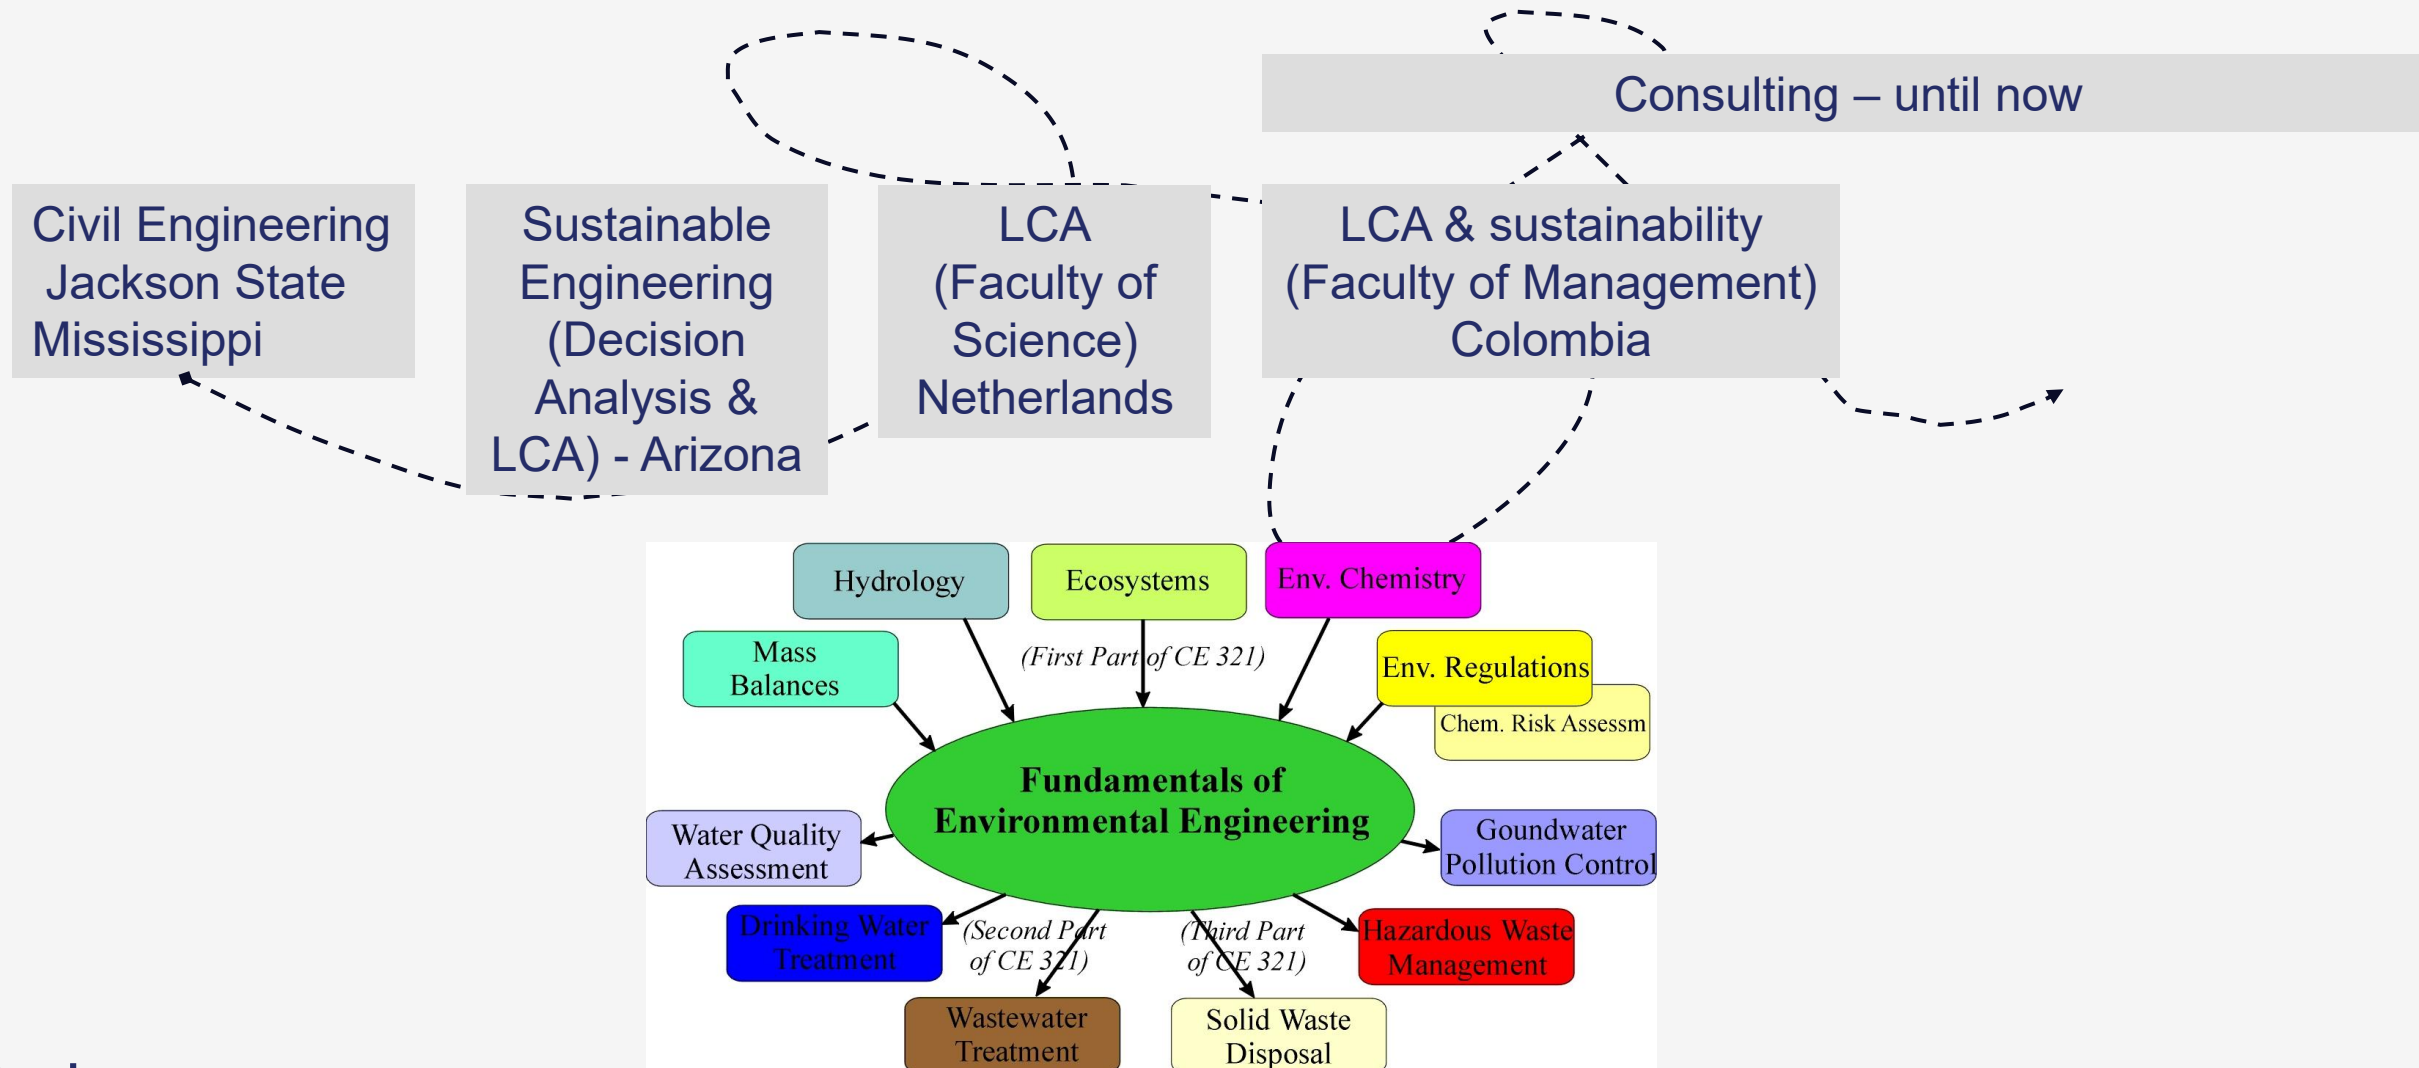 Consulting – until now
Civil Engineering
Jackson State
Mississippi
Sustainable
Engineering
(Decision
Analysis &
LCA) - Arizona
LCA
(Faculty of
Science)
Netherlands
LCA & sustainability
(Faculty of Management)
Colombia
Hydrology
Ecosystems
Env. Chemistry
Mass
Balances
(First Part of CE 321)
Env. Regulations
Chem. Risk Assessm
Fundamentals of
Environmental Engineering
Water Quality
Assessment
Goundwater
Pollution Control
Drinking Water
Treatment
(Second Part
of CE 321)
(Third Part
of CE 321)
Hazardous Waste
Management
Wastewater
Treatment
Solid Waste
Disposal